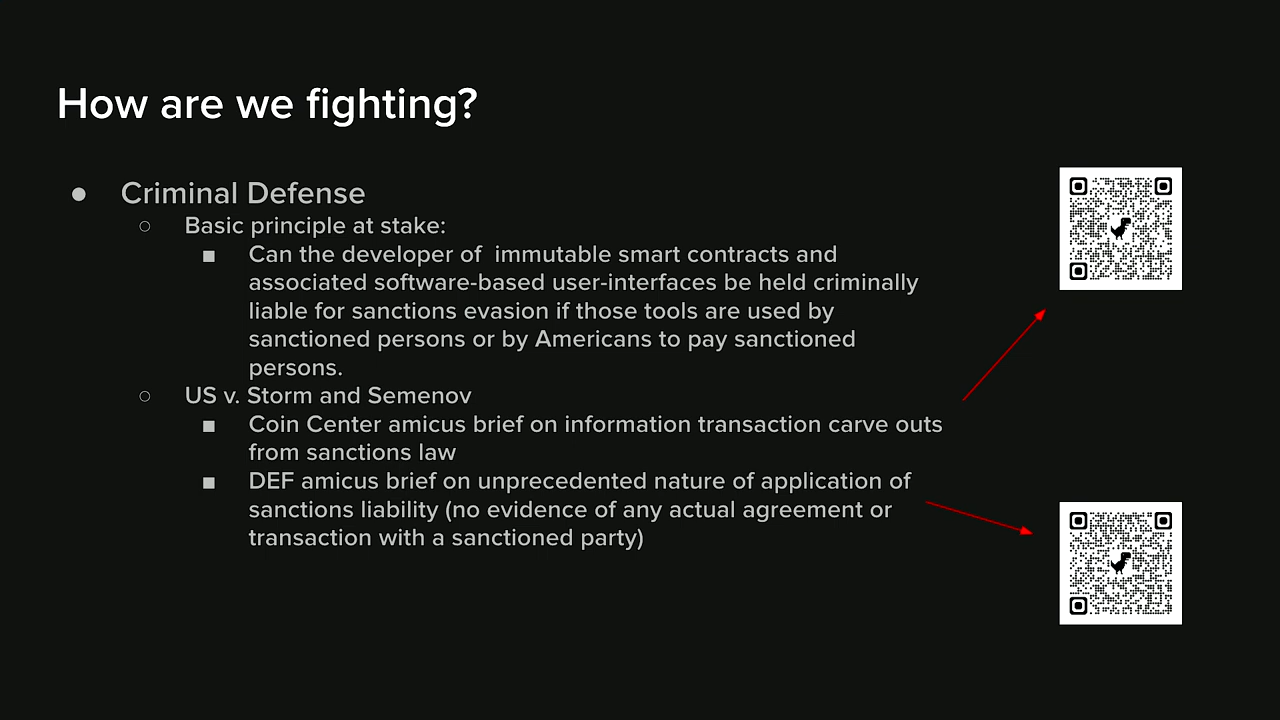 How are we fighting?
● Criminal Defense
○ Basic principle at stake:
■ Can the developer of  immutable smart contracts and
associated software-based user-interfaces be held criminally
liable for sanctions evasion if those tools are used by
sanctioned persons or by Americans to pay sanctioned
persons.
○ US v. Storm and Semenov
■ Coin Center amicus brief on information transaction carve outs
from sanctions law
■ DEF amicus brief on unprecedented nature of application of
sanctions liability (no evidence of any actual agreement or
transaction with a sanctioned party)